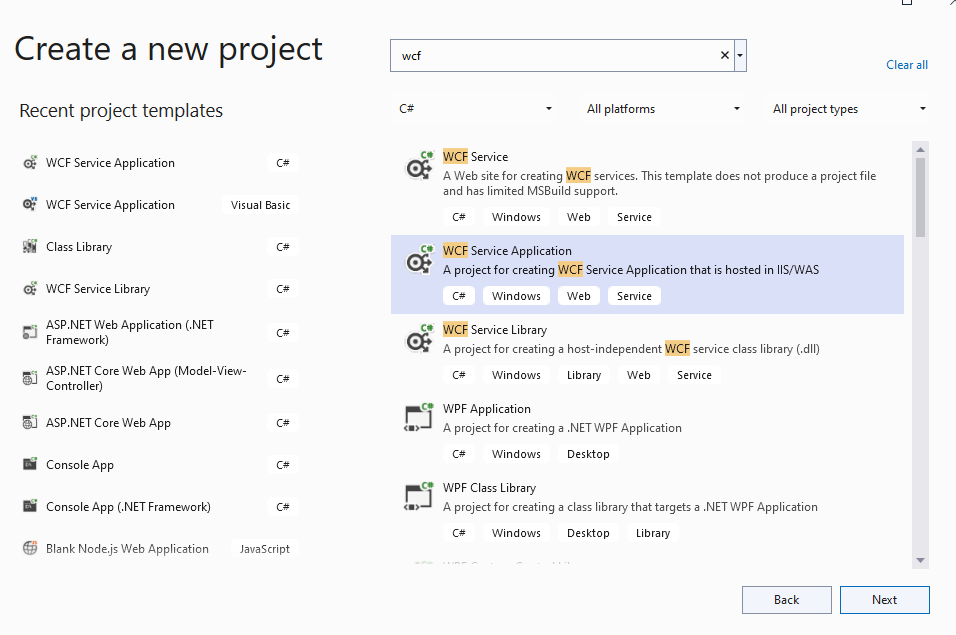 Create a new project
wcf
Clear all
Recent project templates
C#
All platforms
All project types
WCF Service Application C#
WCF Service Application Visual Basic
Class Library C#
WCF Service Library C#
ASP.NET Web Application (.NET
Framework) C#
ASP.NET Core Web App (Model-View-
Controller) C#
ASP.NET Core Web App C#
Console App C#
Console App (.NET Framework) C#
Blank Node.js Web Application JavaScript
WCF Service
A Web site for creating WCF services. This template does not produce a project file
and has limited MSBuild support.
C# Windows Web Service
WCF Service Application
A project for creating WCF Service Application that is hosted in IIS/WAS
C# Windows Web Service
WCF Service Library
A project for creating a host-independent WCF service class library (.dll)
C# Windows Library Web Service
WPF Application
A project for creating a .NET WPF Application
C# Windows Desktop
WPF Class Library
A project for creating a class library that targets a .NET WPF Application
C# Windows Desktop Library
Back
Next